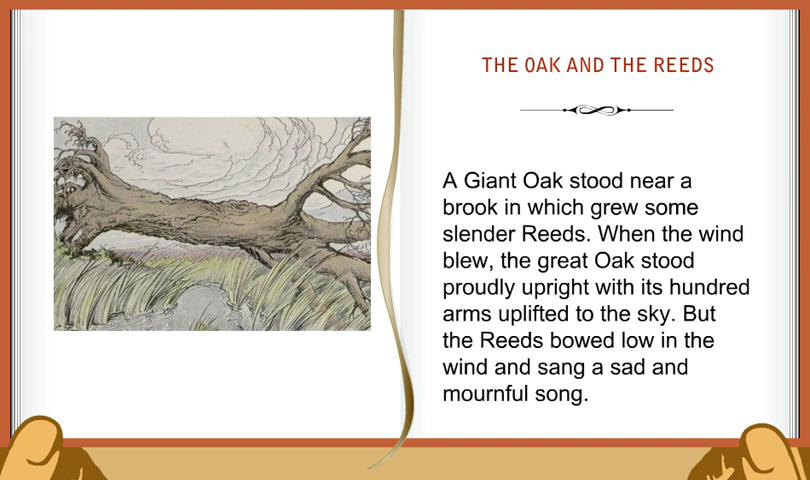 THE OAK AND THE REEDS
A Giant Oak stood near a
brook in which grew some
slender Reeds. When the wind
blew, the great Oak stood
proudly upright with its hundred
arms uplifted to the sky. But
the Reeds bowed low in the
wind and sang a sad and
mournful song.